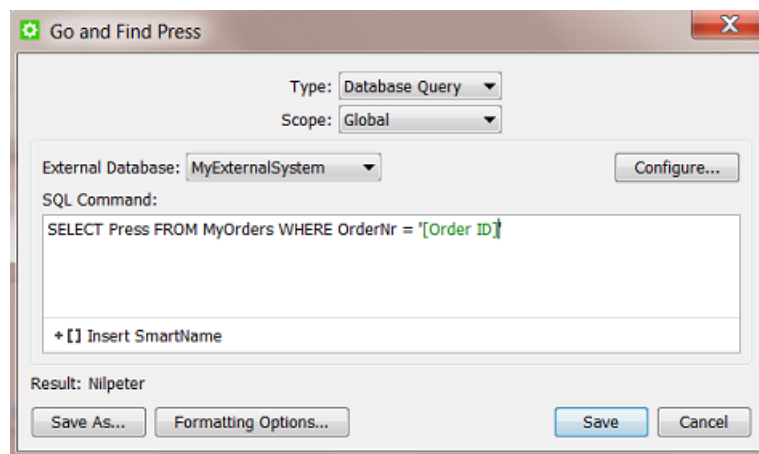 Go and Find Press
Type: Database Query
Scope: Global
External Database: MyExternalSystem Configure...
SQL Command:
SELECT Press FROM MyOrders WHERE OrderNr = '[Order ID]'
+ [] Insert SmartName
Result: Nilpeter
Save As... Formatting Options... Save Cancel